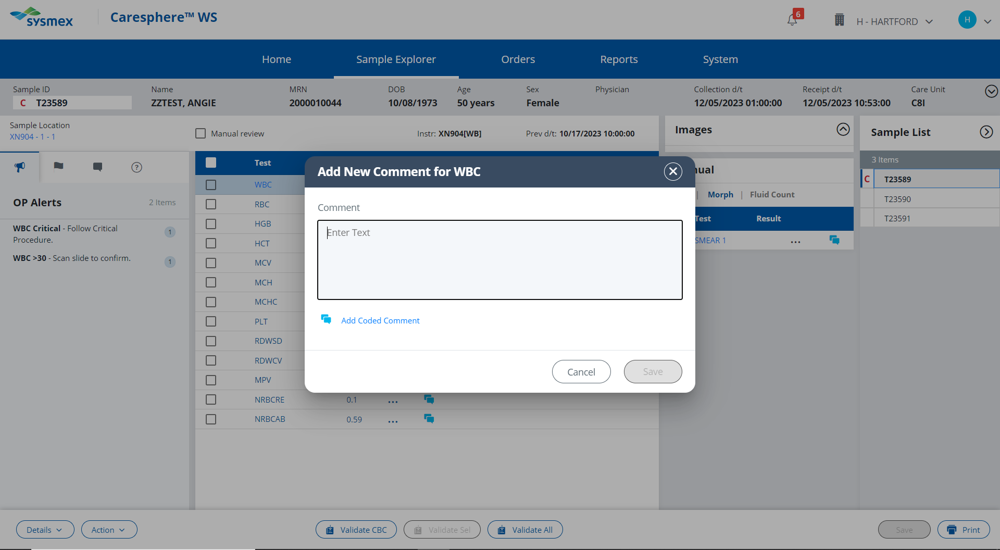 sysmex
Caresphere™ WS
6
H - HARTFORD
H
Home
Sample Explorer
Orders
Reports
System
Sample ID
C T23589
Name
ZZTEST, ANGIE
MRN
2000010044
DOB
10/08/1973
Age
50 years
Sex
Female
Physician
Collection d/t
12/05/2023 01:00:00
Receipt d/t
12/05/2023 10:53:00
Care Unit
C8I
Sample Location
XN904 - 1 - 1
Manual review
Instr: XN904[WB]
Prev d/t: 10/17/2023 10:00:00
?
OP Alerts
2 Items
WBC Critical - Follow Critical
Procedure.
1
WBC >30 - Scan slide to confirm.
1
Test
WBC
RBC
HGB
HCT
MCV
MCH
MCHC
PLT
RDWSD
RDWCV
MPV
NRBCRE 0.1 ...
NRBCAB 0.59 ...
Add New Comment for WBC
Comment
Enter Text
Add Coded Comment
Cancel
Save
Images
nual
| Morph | Fluid Count
Test Result
SMEAR 1 ...
Sample List
3 Items
C T23589
T23590
T23591
Details
Action
Validate CBC
Validate Sel
Validate All
Save
Print